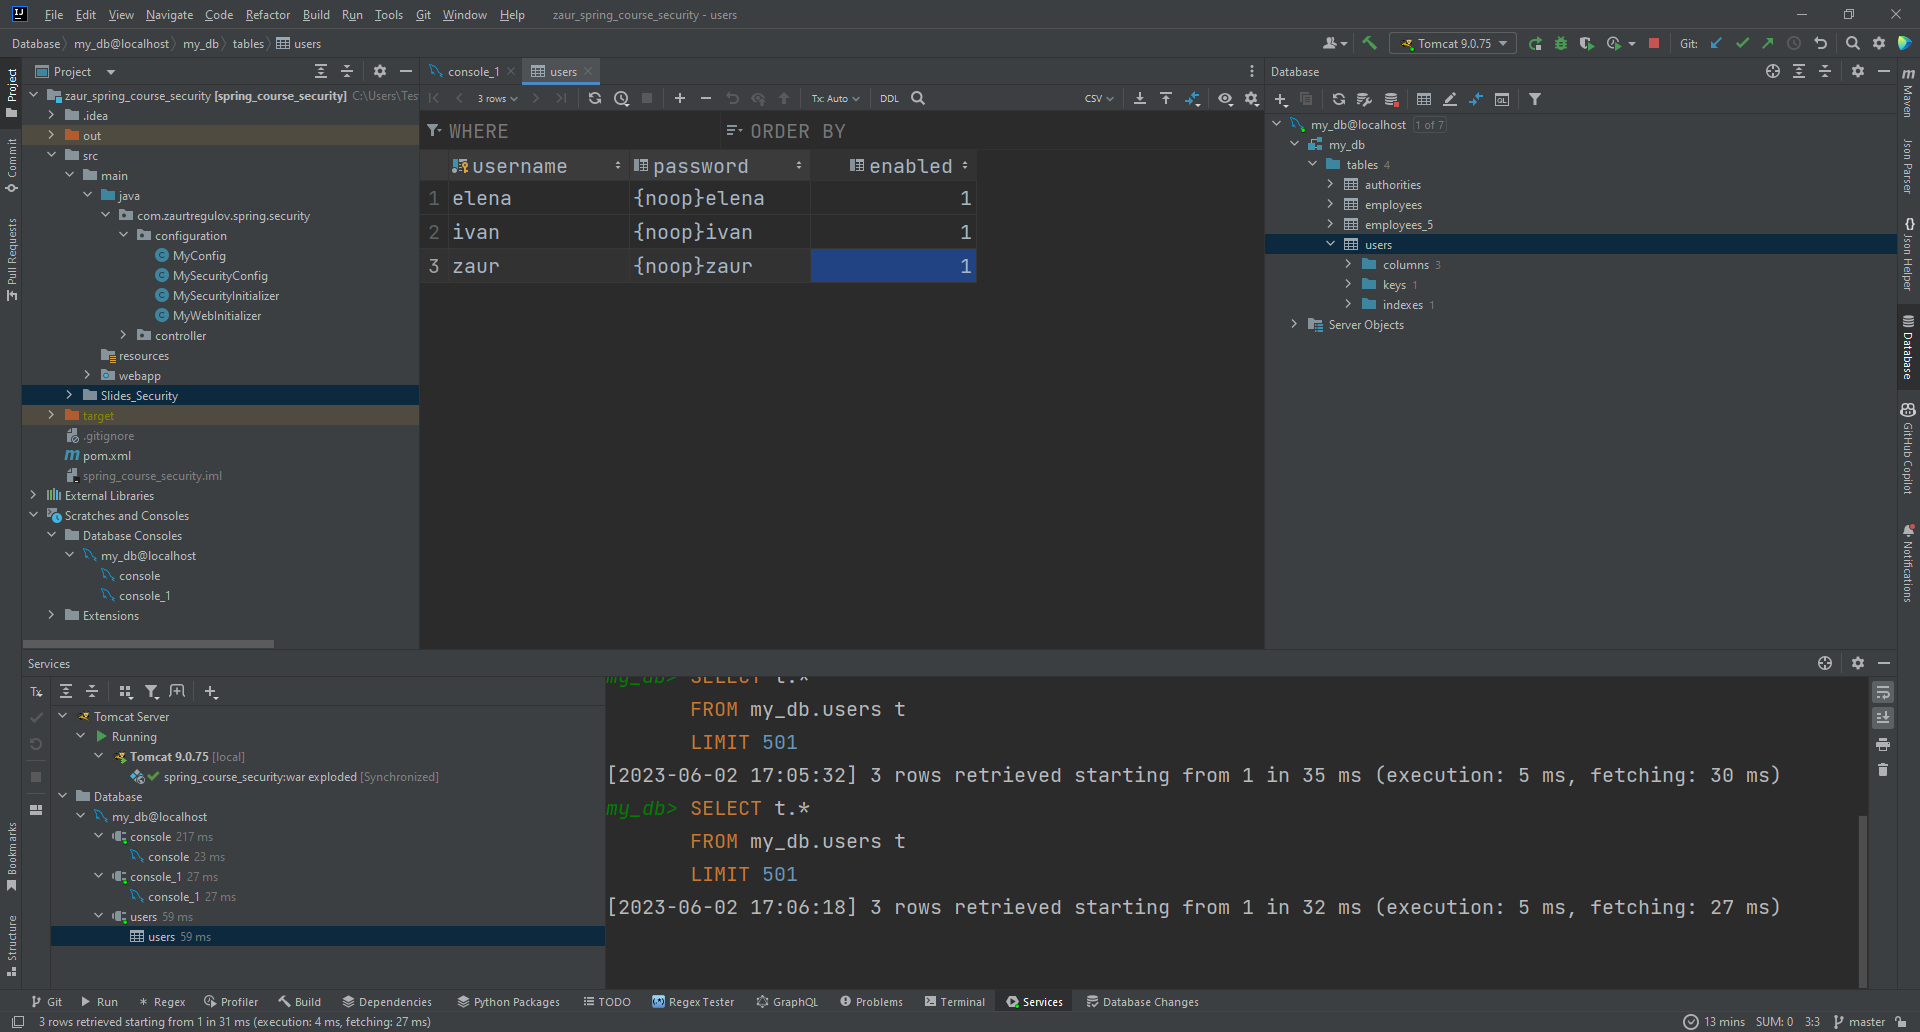 File Edit View Navigate Code Refactor Build Run Tools Git Window Help zaur_spring_course_security - users
Database my_db@localhost my_db tables users
Tomcat 9.0.75 Git:
Project
console_1 users
Database
zaur_spring_course_security [spring_course_security] C:\Users\Tes
.idea
out
src
main
java
com.zaurtregulov.spring.security
configuration
MyConfig
MySecurityConfig
MySecurityInitializer
MyWebInitializer
controller
resources
webapp
Slides_Security
target
.gitignore
pom.xml
spring_course_security.iml
External Libraries
Scratches and Consoles
Database Consoles
my_db@localhost
console
console_1
Extensions
3 rows Tx: Auto DDL CSV
WHERE ORDER BY
username password enabled
1 elena {noop}elena 1
2 ivan {noop}ivan 1
3 zaur {noop}zaur 1
my_db@localhost 1 of 7
my_db
tables 4
authorities
employees
employees_5
users
columns 3
keys 1
indexes 1
Server Objects
Project
Commit
Pull Requests
Bookmarks
Structure
Maven
Json Parser
Json Helper
Database
GitHub Copilot
Notifications
Services
Tx
Tomcat Server
Running
Tomcat 9.0.75 [local]
spring_course_security:war exploded [Synchronized]
Database
my_db@localhost
console 217 ms
console 23 ms
console_1 27 ms
console_1 27 ms
users 59 ms
users 59 ms
my_db> SELECT t.*
FROM my_db.users t
LIMIT 501
[2023-06-02 17:05:32] 3 rows retrieved starting from 1 in 35 ms (execution: 5 ms, fetching: 30 ms)
my_db> SELECT t.*
FROM my_db.users t
LIMIT 501
[2023-06-02 17:06:18] 3 rows retrieved starting from 1 in 32 ms (execution: 5 ms, fetching: 27 ms)
Git Run Regex Profiler Build Dependencies Python Packages TODO Regex Tester GraphQL Problems Terminal Services Database Changes
3 rows retrieved starting from 1 in 31 ms (execution: 4 ms, fetching: 27 ms) 13 mins SUM: 0 3:3 master